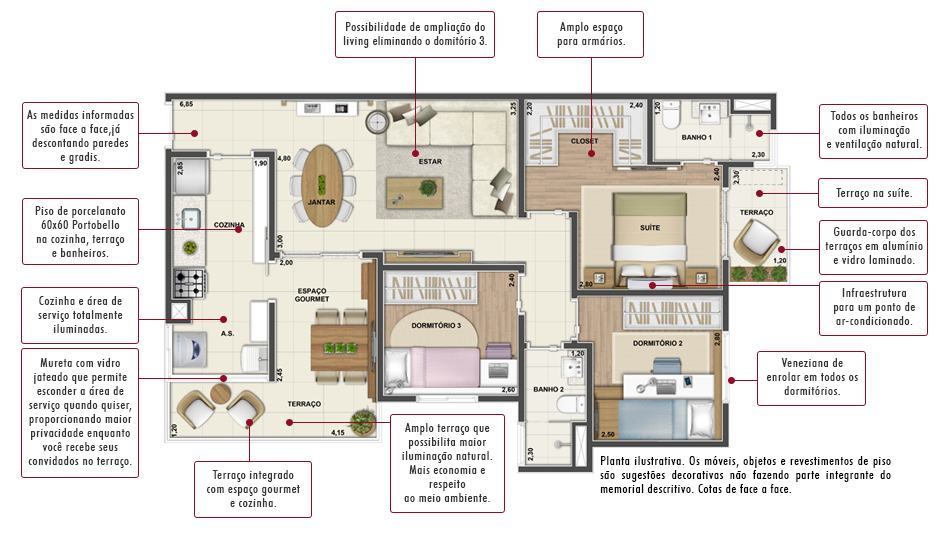 Possibilidade de ampliação do
living eliminando o domitório 3.
Amplo espaço
para armários.
As medidas informadas
são face a face,já
descontando paredes
e gradis.
Piso de porcelanato
60x60 Portobello
na cozinha, terraço
e banheiros.
Cozinha e área de
serviço totalmente
iluminadas.
Mureta com vidro
jateado que permite
esconder a área de
serviço quando quiser,
proporcionando maior
privacidade enquanto
você recebe seus
convidados no terraço.
Terraço integrado
com espaço gourmet
e cozinha.
Amplo terraço que
possibilita maior
iluminação natural.
Mais economia e
respeito
ao meio ambiente.
Todos os banheiros
com iluminação
e ventilação natural.
Terraço na suíte.
Guarda-corpo dos
terraços em alumínio
e vidro laminado.
Infraestrutura
para um ponto de
ar-condicionado.
Veneziana de
enrolar em todos os
dormitórios.
6,85
3,25
2,20
2,40
1,20
BANHO 1
2,30
CLOSET
2,85
1,90
4,80
ESTAR
JANTAR
2,40
2,30
TERRAÇO
1,20
COZINHA
3,00
2,00
SUÍTE
2,80
ESPAÇO
GOURMET
2,40
DORMITÓRIO 3
2,60
A.S.
2,45
TERRAÇO
1,20
4,15
DORMITÓRIO 2
2,80
2,50
1,20
BANHO 2
2,30
Planta ilustrativa. Os móveis, objetos e revestimentos de piso
são sugestões decorativas não fazendo parte integrante do
memorial descritivo. Cotas de face a face.